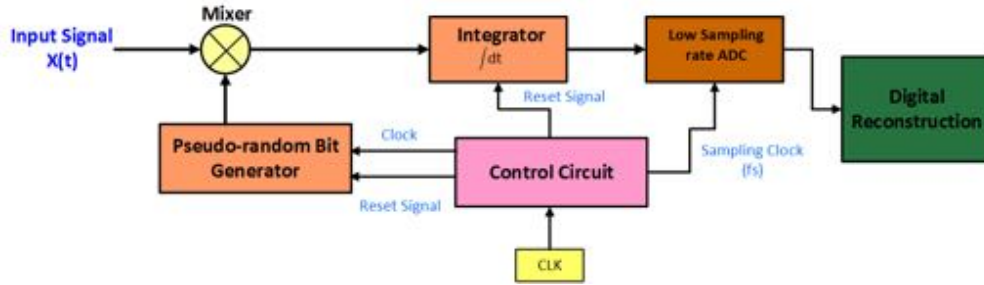 Mixer
Input Signal
X(t)
Integrator
∫dt
Low Sampling
rate ADC
Digital
Reconstruction
Reset Signal
Pseudo-random Bit
Generator
Clock
Control Circuit
Sampling Clock
(fs)
Reset Signal
CLK